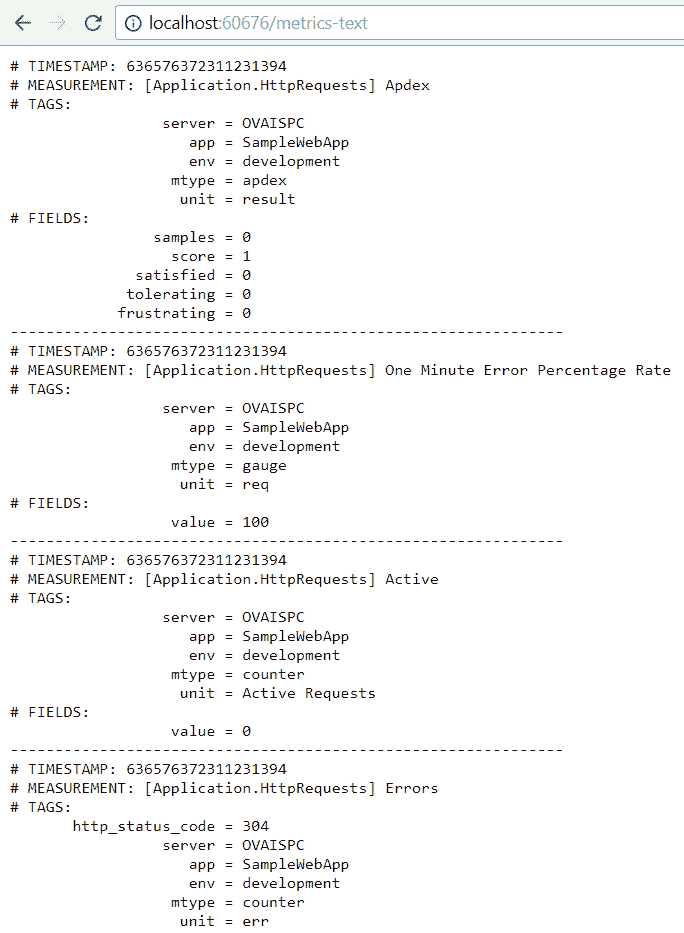 localhost:60676/metrics-text
# TIMESTAMP: 636576372311231394
# MEASUREMENT: [Application.HttpRequests] Apdex
# TAGS:
server = OVAISPC
app = SampleWebApp
env = development
mtype = apdex
unit = result
# FIELDS:
samples = 0
score = 1
satisfied = 0
tolerating = 0
frustrating = 0
--------------------------------------------------------------
# TIMESTAMP: 636576372311231394
# MEASUREMENT: [Application.HttpRequests] One Minute Error Percentage Rate
# TAGS:
server = OVAISPC
app = SampleWebApp
env = development
mtype = gauge
unit = req
# FIELDS:
value = 100
--------------------------------------------------------------
# TIMESTAMP: 636576372311231394
# MEASUREMENT: [Application.HttpRequests] Active
# TAGS:
server = OVAISPC
app = SampleWebApp
env = development
mtype = counter
unit = Active Requests
# FIELDS:
value = 0
--------------------------------------------------------------
# TIMESTAMP: 636576372311231394
# MEASUREMENT: [Application.HttpRequests] Errors
# TAGS:
http_status_code = 304
server = OVAISPC
app = SampleWebApp
env = development
mtype = counter
unit = err